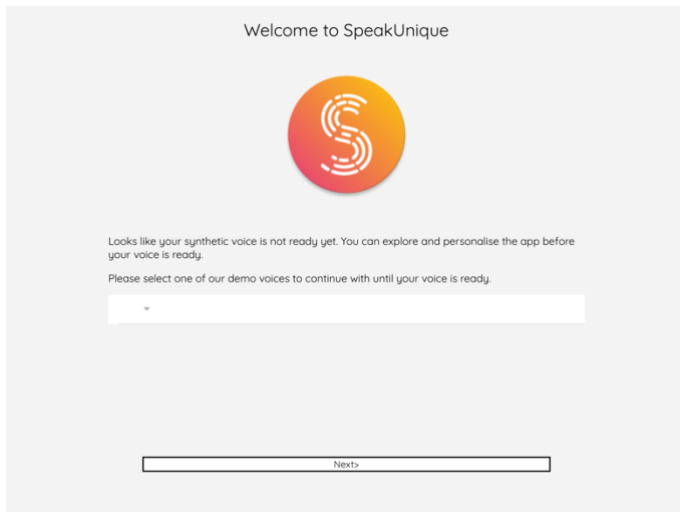 Welcome to SpeakUnique
Looks like your synthetic voice is not ready yet. You can explore and personalise the app before
your voice is ready.
Please select one of our demo voices to continue with until your voice is ready.
Next>